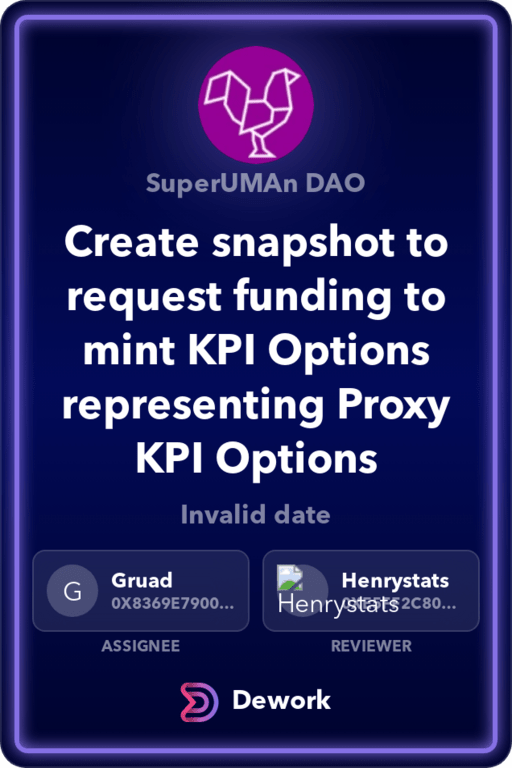 SuperUMAn DAO
Create snapshot to
request funding to
mint KPI Options
representing Proxy
KPI Options
Invalid date
G
Gruad
0X8369E7900...
Henrystats
Henrystats
ASSIGNEE
REVIEWER
Dework